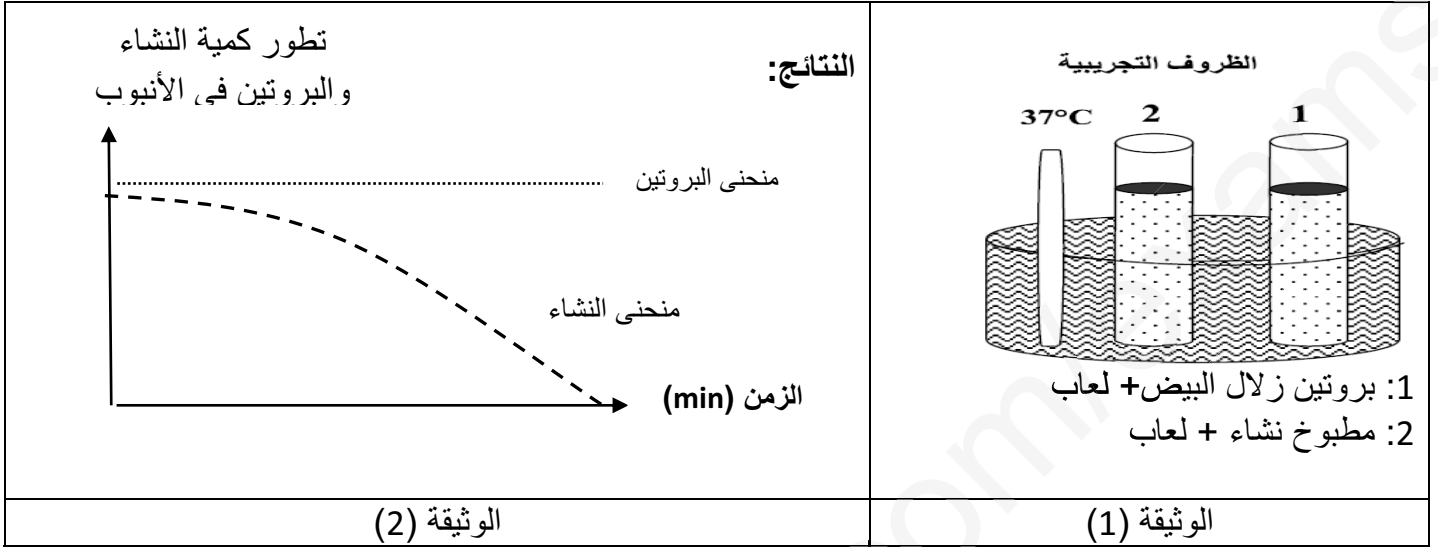 الظروف التجريبية
37°C 2 1
1: بروتين زلال البيض+ لعاب
2: مطبوخ نشاء + لعاب
الوثيقة (1)
النتائج:
تطور كمية النشاء
والبروتين في الأنبوب
منحنى البروتين
منحنى النشاء
الزمن (min)
الوثيقة (2)